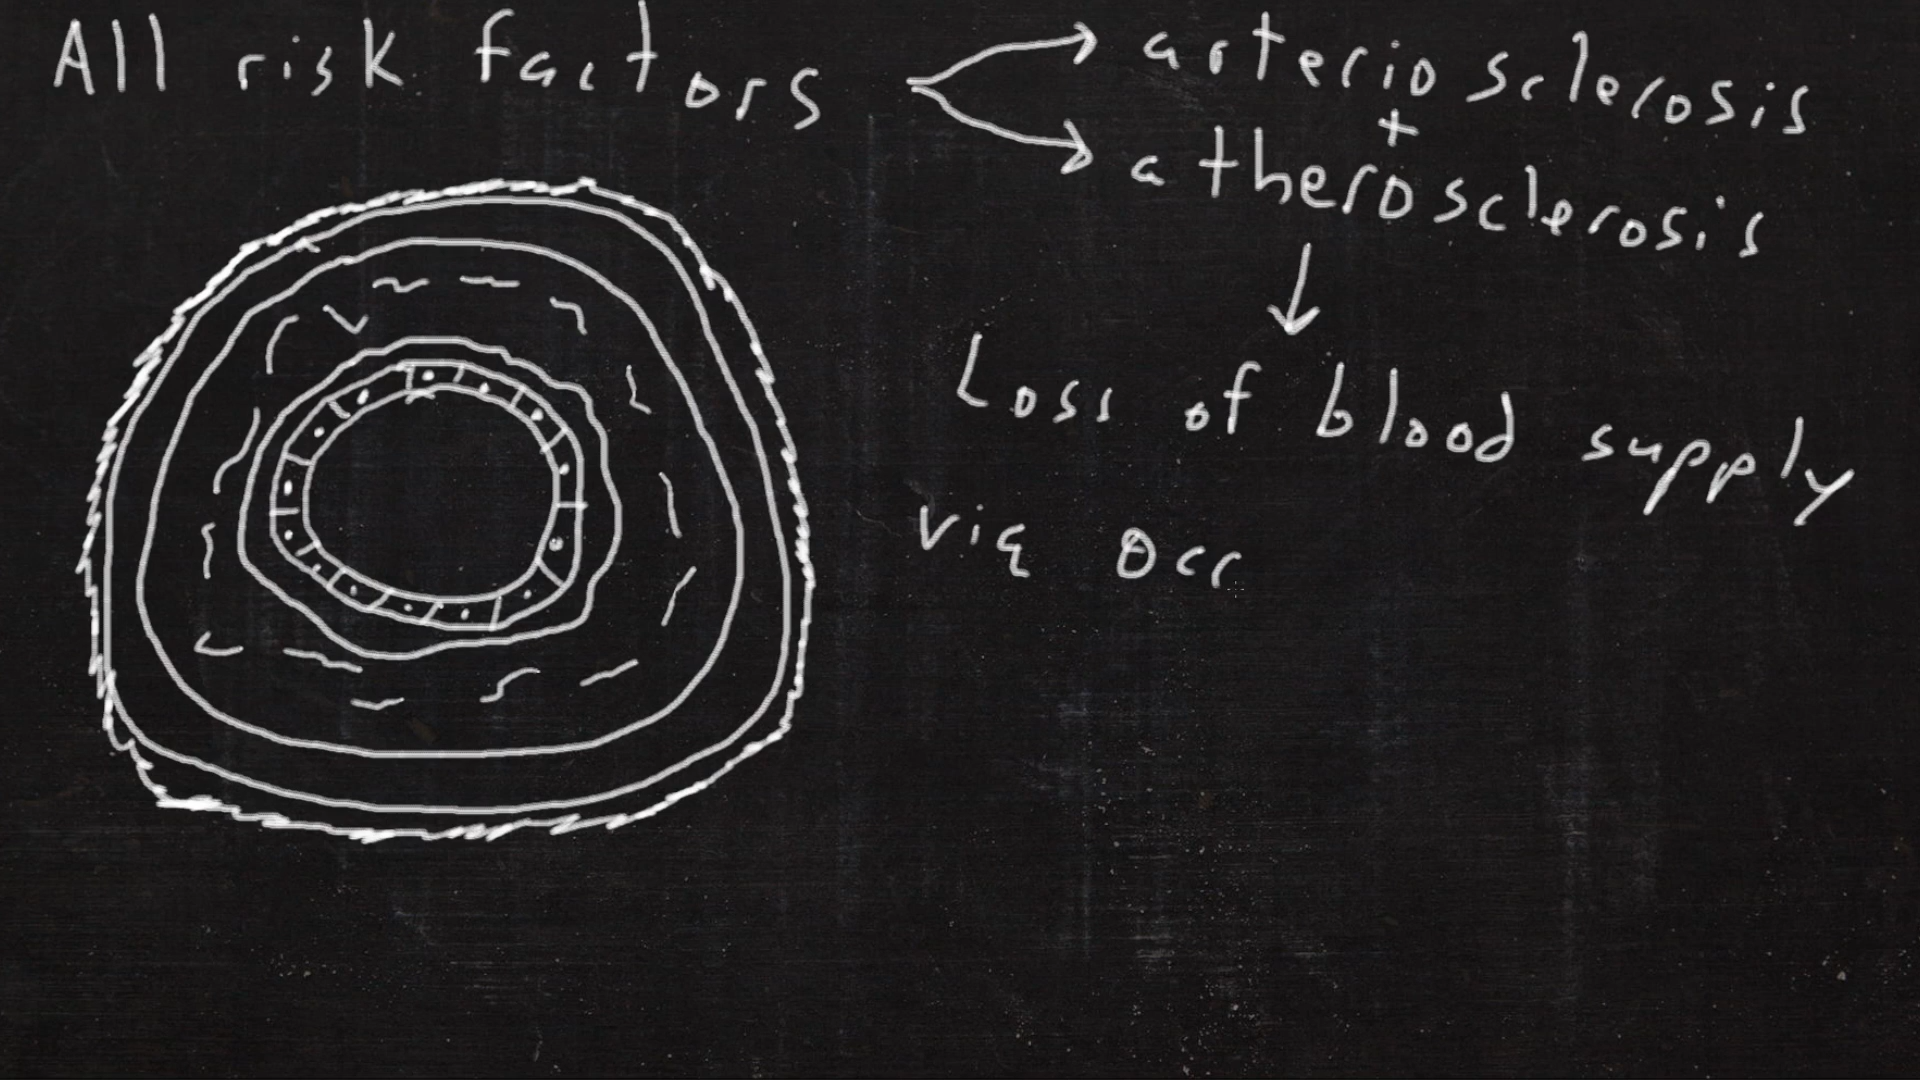 All risk factors
arteriosclerosis
+
atherosclerosis
Loss of blood supply
via occ